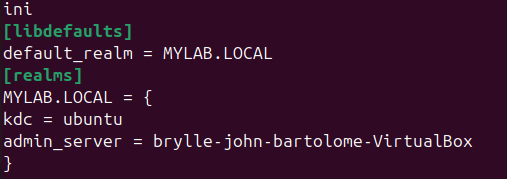 ini
[libdefaults]
default_realm = MYLAB.LOCAL
[realms]
MYLAB.LOCAL = {
kdc = ubuntu
admin_server = brylle-john-bartolome-VirtualBox
}